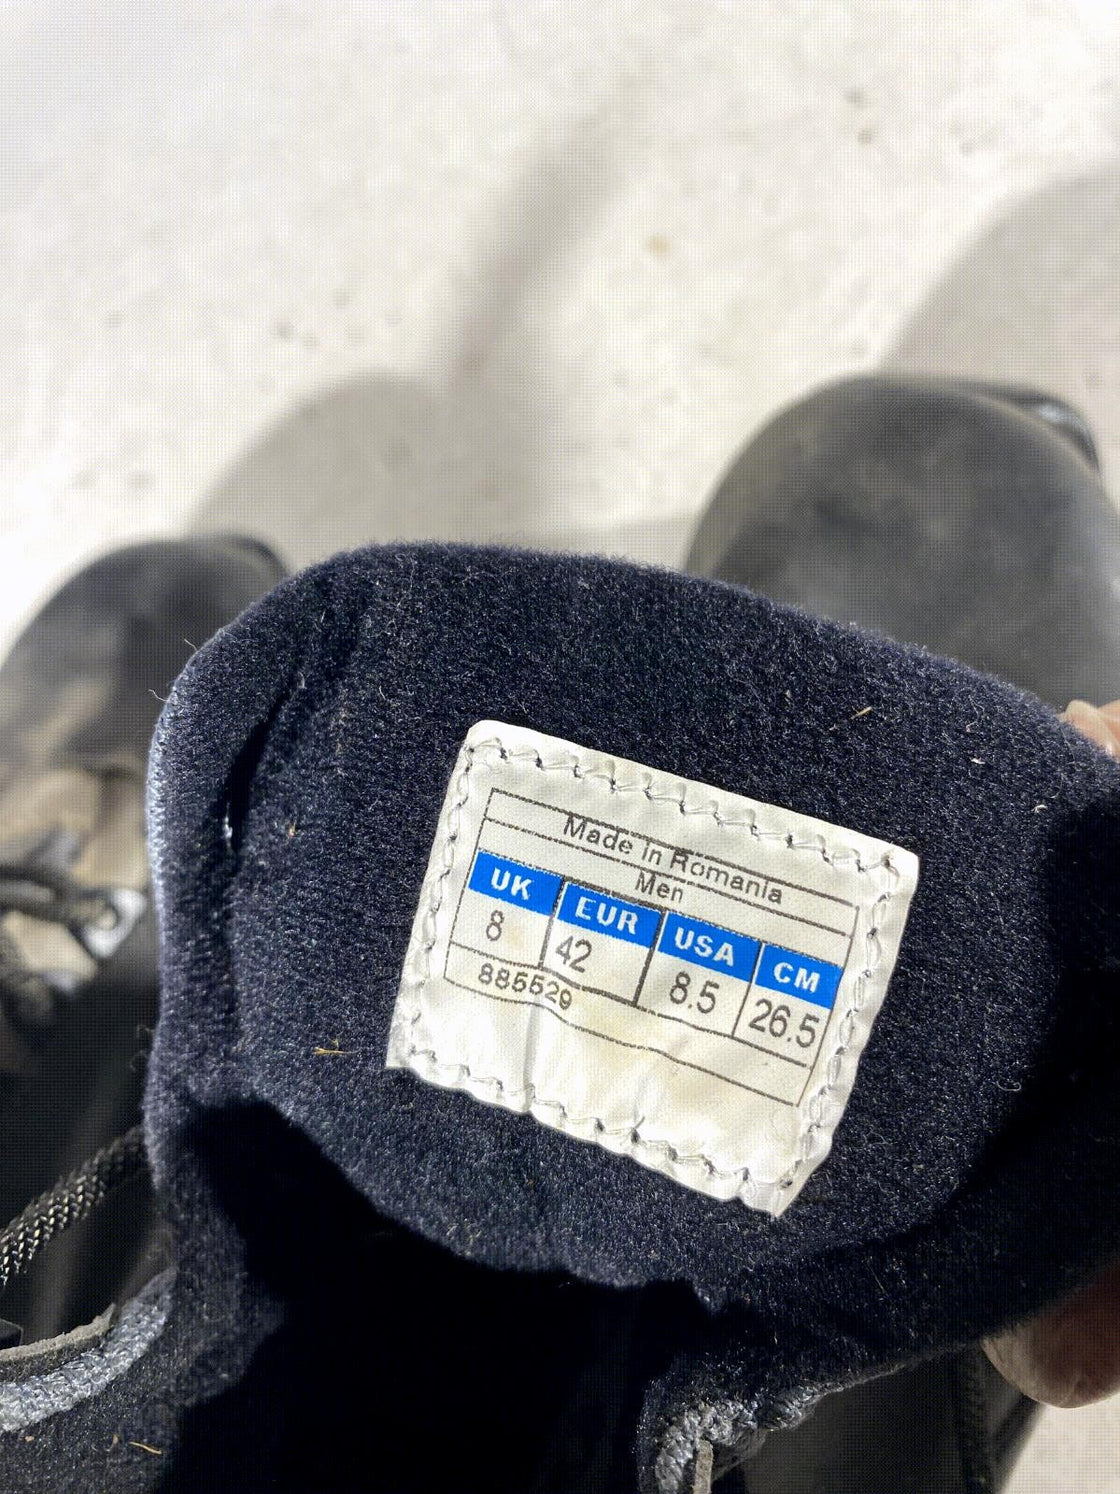 Made in Romania
Men
UK EUR USA CM
8 42 8.5 26.5
885529